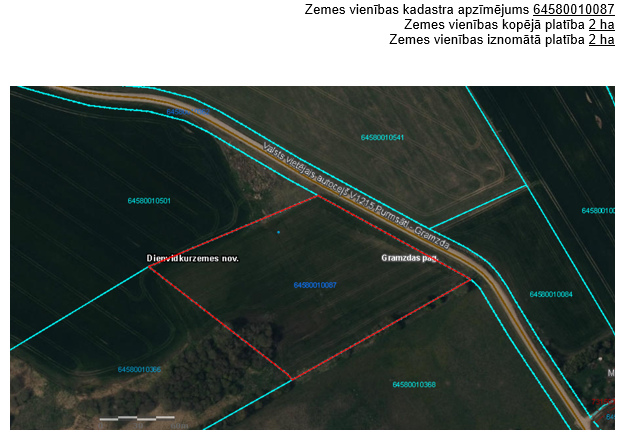 Zemes vienības kadastra apzīmējums 64580010087
Zemes vienības kopējā platība 2 ha
Zemes vienības iznomātā platība 2 ha
64580010541
Valsts vietējais autoceļš V1215 Purmsāti - Gramzda
64580010501
Dienvidkurzemes nov.
Gramzdas pag.
64580010087
64580010084
64580010366
64580010368